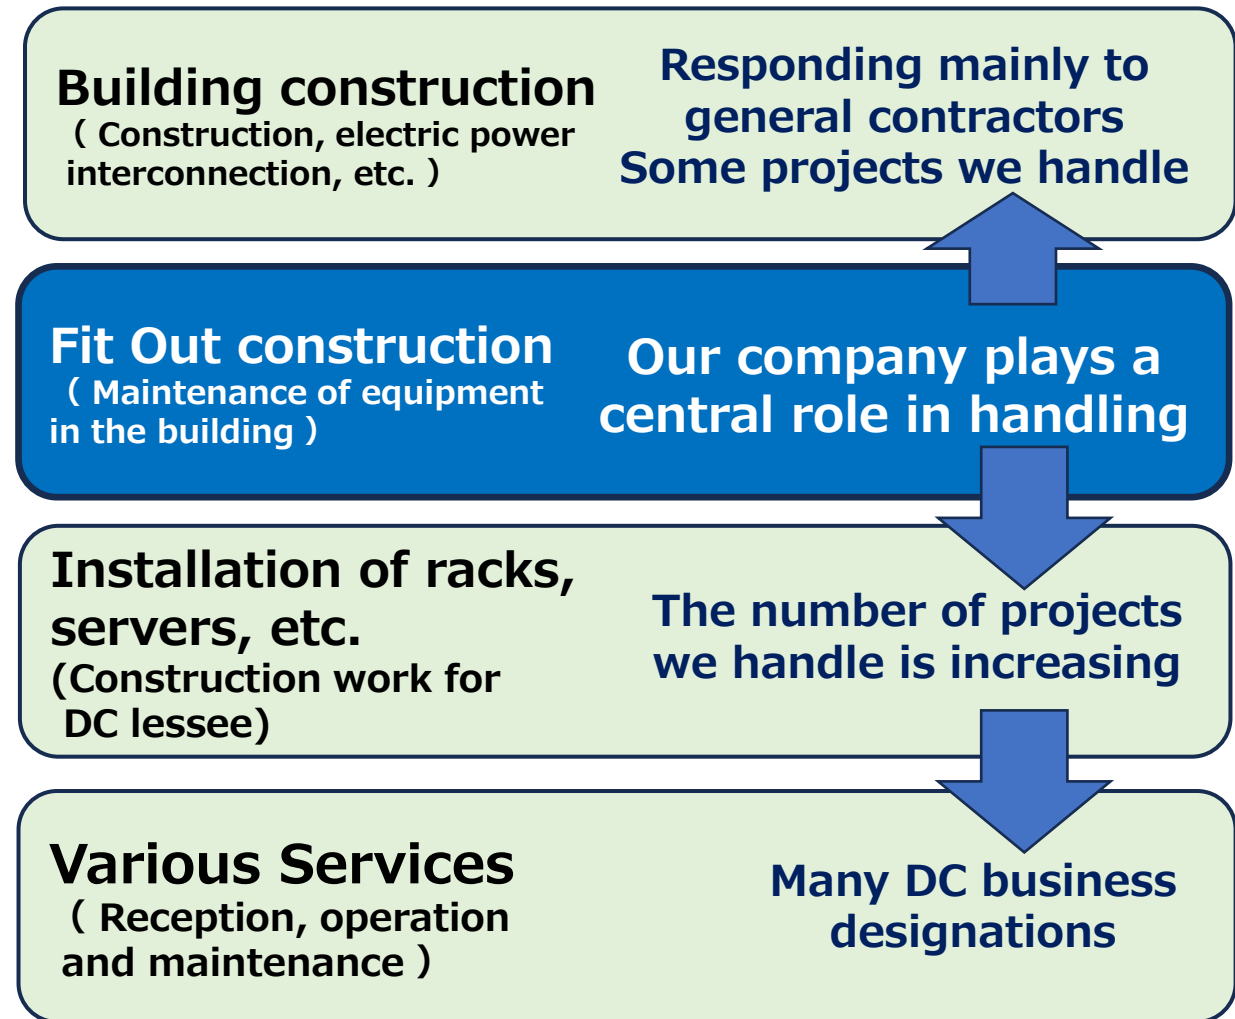 Building construction
（ Construction, electric power
interconnection, etc. ）
Responding mainly to
general contractors
Some projects we handle
Fit Out construction
（ Maintenance of equipment
in the building ）
Our company plays a
central role in handling
Installation of racks,
servers, etc.
(Construction work for
DC lessee)
The number of projects
we handle is increasing
Various Services
（ Reception, operation
and maintenance ）
Many DC business
designations